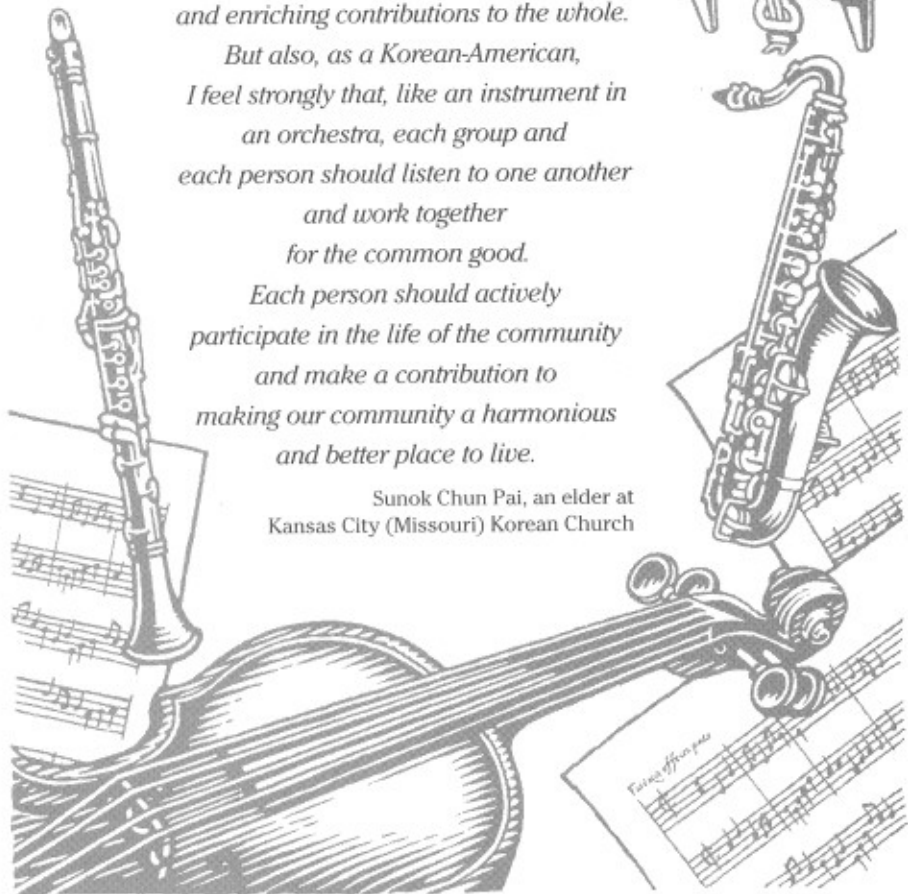 and enriching contributions to the whole.
But also, as a Korean-American,
I feel strongly that, like an instrument in
an orchestra, each group and
each person should listen to one another
and work together
for the common good.
Each person should actively
participate in the life of the community
and make a contribution to
making our community a harmonious
and better place to live.
Sunok Chun Pai, an elder at
Kansas City (Missouri) Korean Church